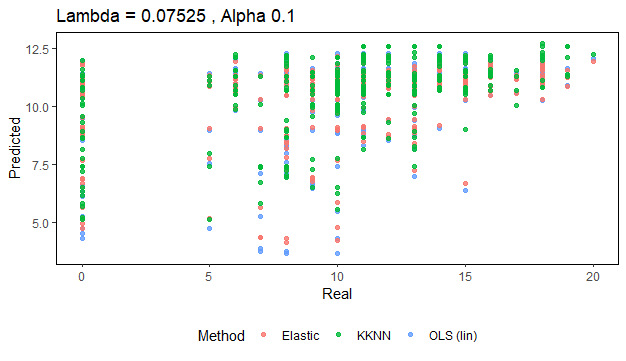 Lambda = 0.07525 , Alpha 0.1
12.5
10.0
7.5
5.0
Predicted
0 5 10 15 20
Real
Method Elastic KKNN OLS (lin)